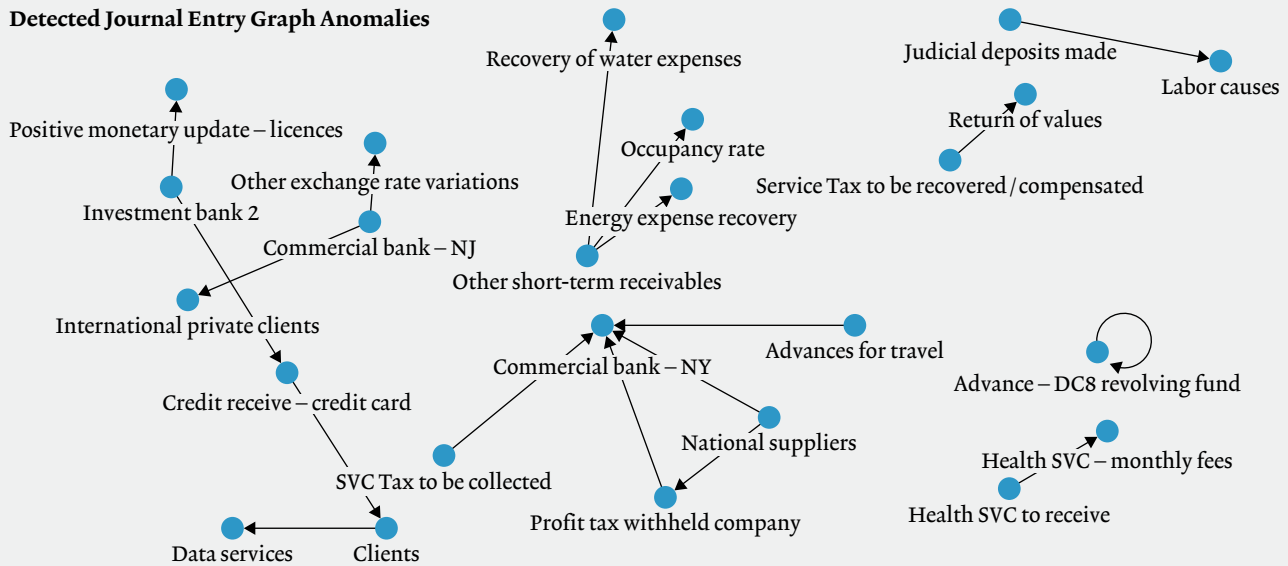 Detected Journal Entry Graph Anomalies
Recovery of water expenses
Judicial deposits made
Labor causes
Positive monetary update – licences
Return of values
Occupancy rate
Other exchange rate variations
Service Tax to be recovered / compensated
Investment bank 2
Energy expense recovery
Commercial bank – NJ
Other short-term receivables
International private clients
Advances for travel
Commercial bank – NY
Advance – DC8 revolving fund
Credit receive – credit card
National suppliers
Health SVC – monthly fees
SVC Tax to be collected
Health SVC to receive
Profit tax withheld company
Data services
Clients